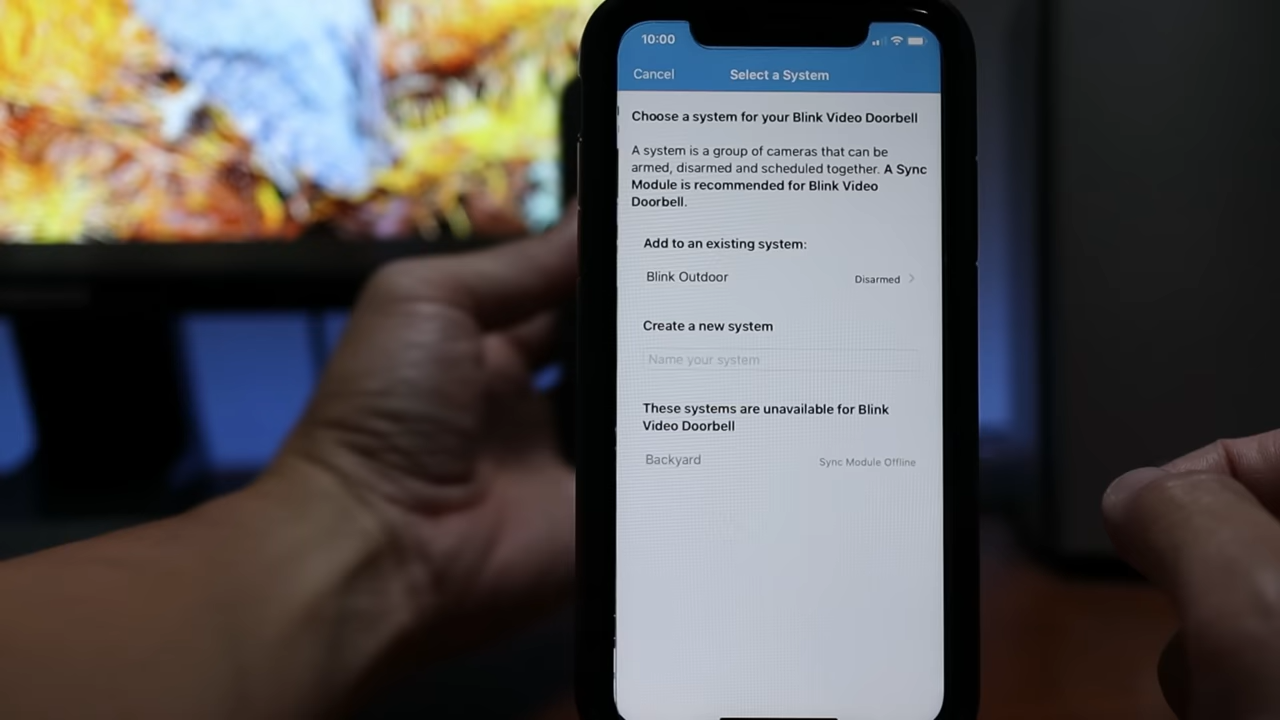 10:00
Cancel
Select a System
Choose a system for your Blink Video Doorbell
A system is a group of cameras that can be
armed, disarmed and scheduled together. A Sync
Module is recommended for Blink Video
Doorbell.
Add to an existing system:
Blink Outdoor
Disarmed
Create a new system
Name your system
These systems are unavailable for Blink
Video Doorbell
Backyard
Sync Module Offline